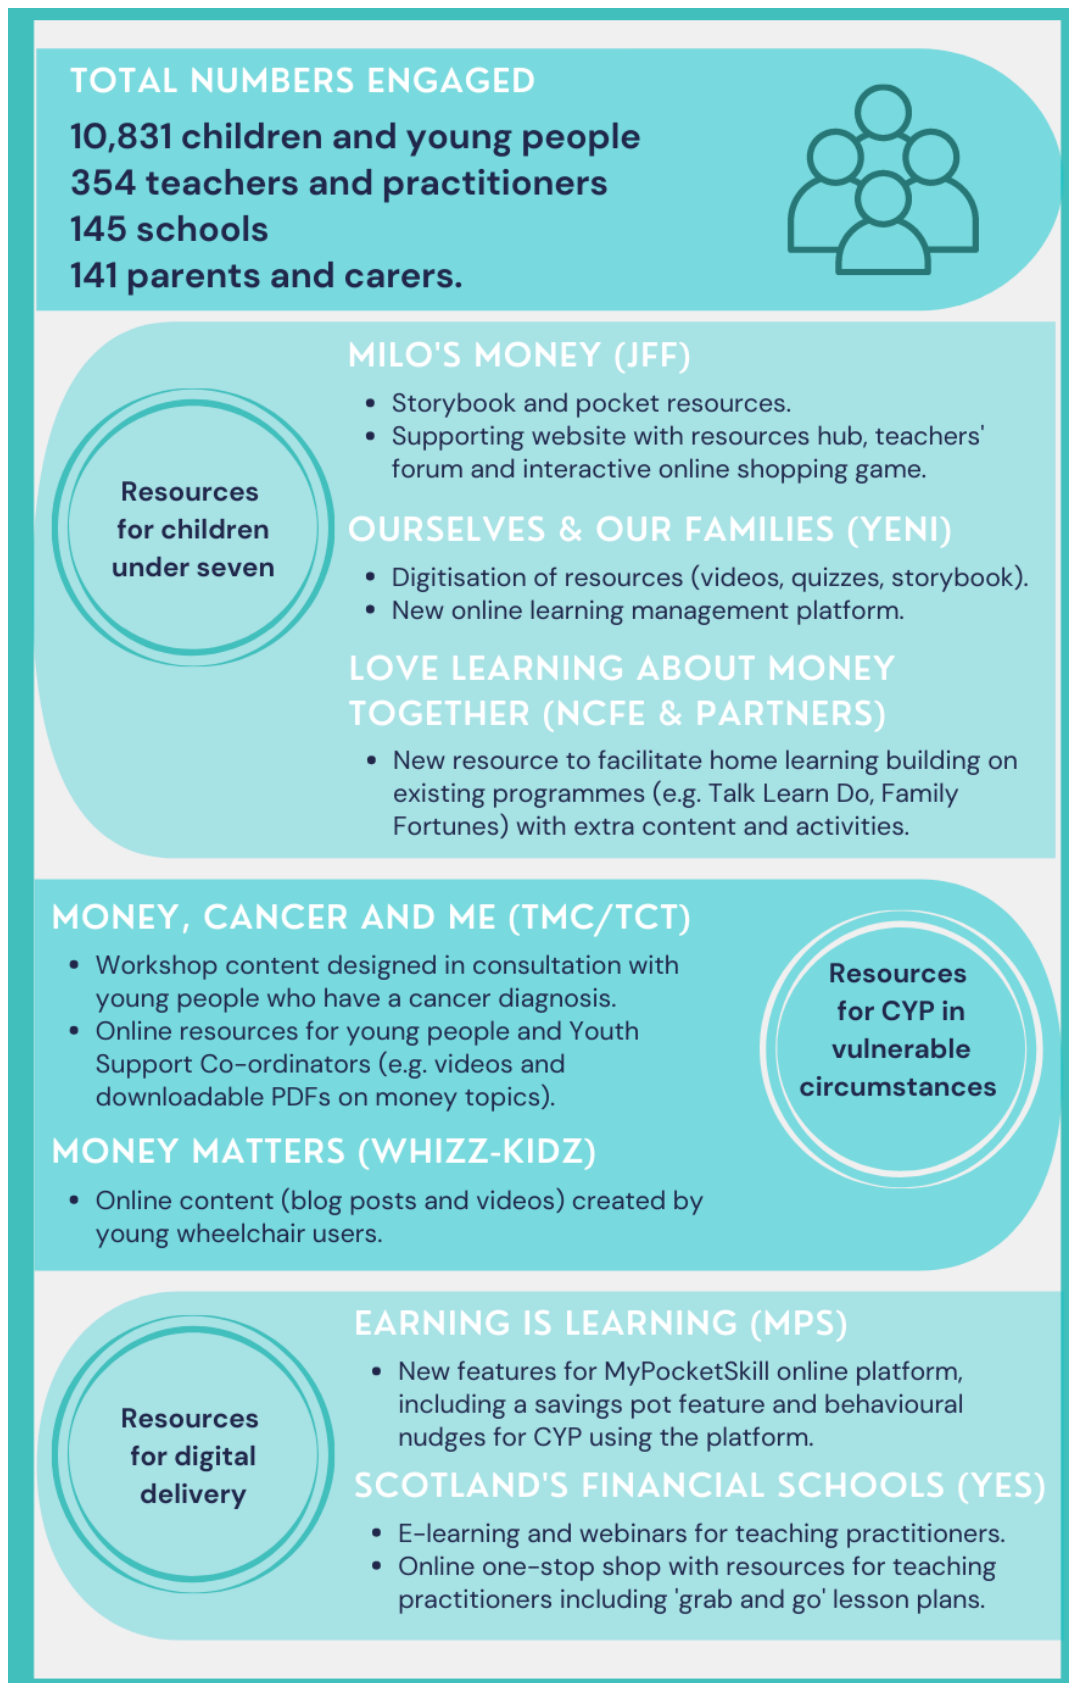 TOTAL NUMBERS ENGAGED
10,831 children and young people
354 teachers and practitioners
145 schools
141 parents and carers.
Resources
for children
under seven
MILO'S MONEY (JFF)
• Storybook and pocket resources.
• Supporting website with resources hub, teachers'
forum and interactive online shopping game.
OURSELVES & OUR FAMILIES (YENI)
• Digitisation of resources (videos, quizzes, storybook).
• New online learning management platform.
LOVE LEARNING ABOUT MONEY
TOGETHER (NCFE & PARTNERS)
• New resource to facilitate home learning building on
existing programmes (e.g. Talk Learn Do, Family
Fortunes) with extra content and activities.
MONEY, CANCER AND ME (TMC/TCT)
• Workshop content designed in consultation with
young people who have a cancer diagnosis.
• Online resources for young people and Youth
Support Co-ordinators (e.g. videos and
downloadable PDFs on money topics).
MONEY MATTERS (WHIZZ-KIDZ)
• Online content (blog posts and videos) created by
young wheelchair users.
Resources
for CYP in
vulnerable
circumstances
Resources
for digital
delivery
EARNING IS LEARNING (MPS)
• New features for MyPocketSkill online platform,
including a savings pot feature and behavioural
nudges for CYP using the platform.
SCOTLAND'S FINANCIAL SCHOOLS (YES)
• E-learning and webinars for teaching practitioners.
• Online one-stop shop with resources for teaching
practitioners including 'grab and go' lesson plans.